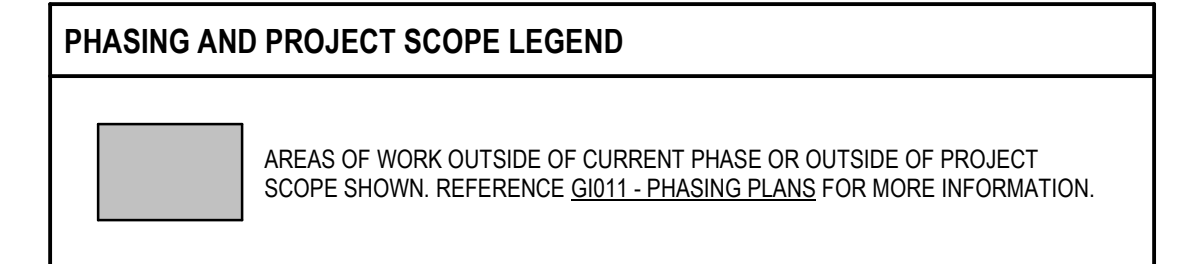 PHASING AND PROJECT SCOPE LEGEND
AREAS OF WORK OUTSIDE OF CURRENT PHASE OR OUTSIDE OF PROJECT
SCOPE SHOWN. REFERENCE GI011 - PHASING PLANS FOR MORE INFORMATION.